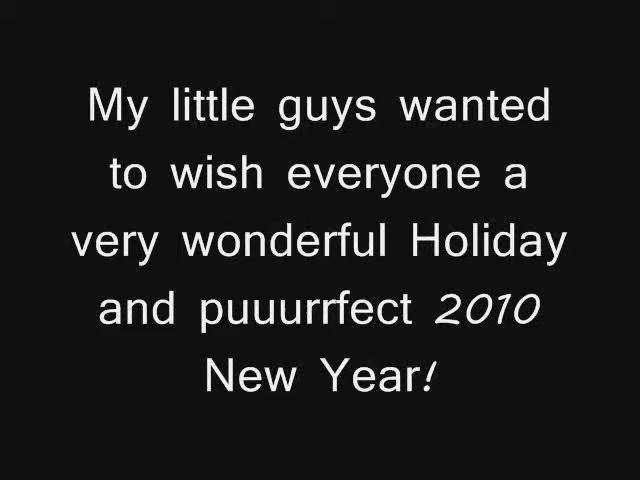 My little guys wanted
to wish everyone a
very wonderful Holiday
and puuurrfect 2010
New Year!